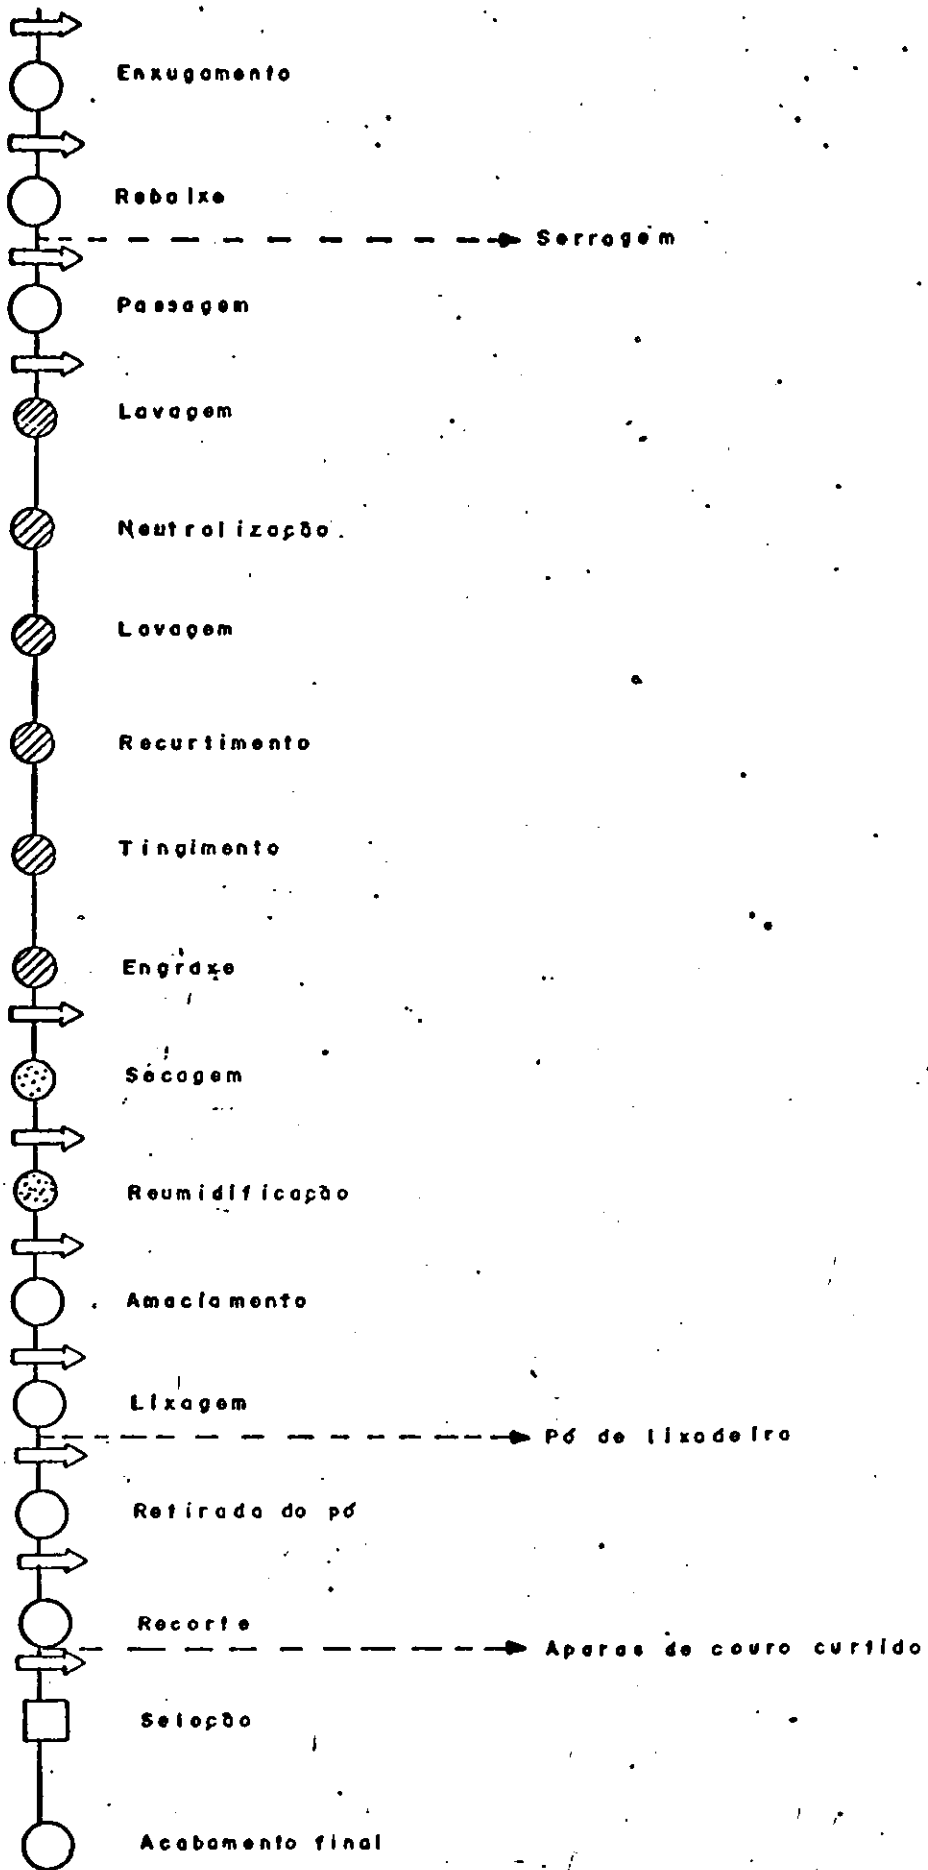 Enxugamento
Rebaixe
Serragem
Passagem
Lavagem
Neutralização
Lavagem
Recurtimento
Tingimento
Engraxe
Secagem
Reumidificação
Amaciamento
Lixagem
Pó de lixadeira
Retirada do pó
Recorte
Aparas de couro curtido
Seleção
Acabamento final